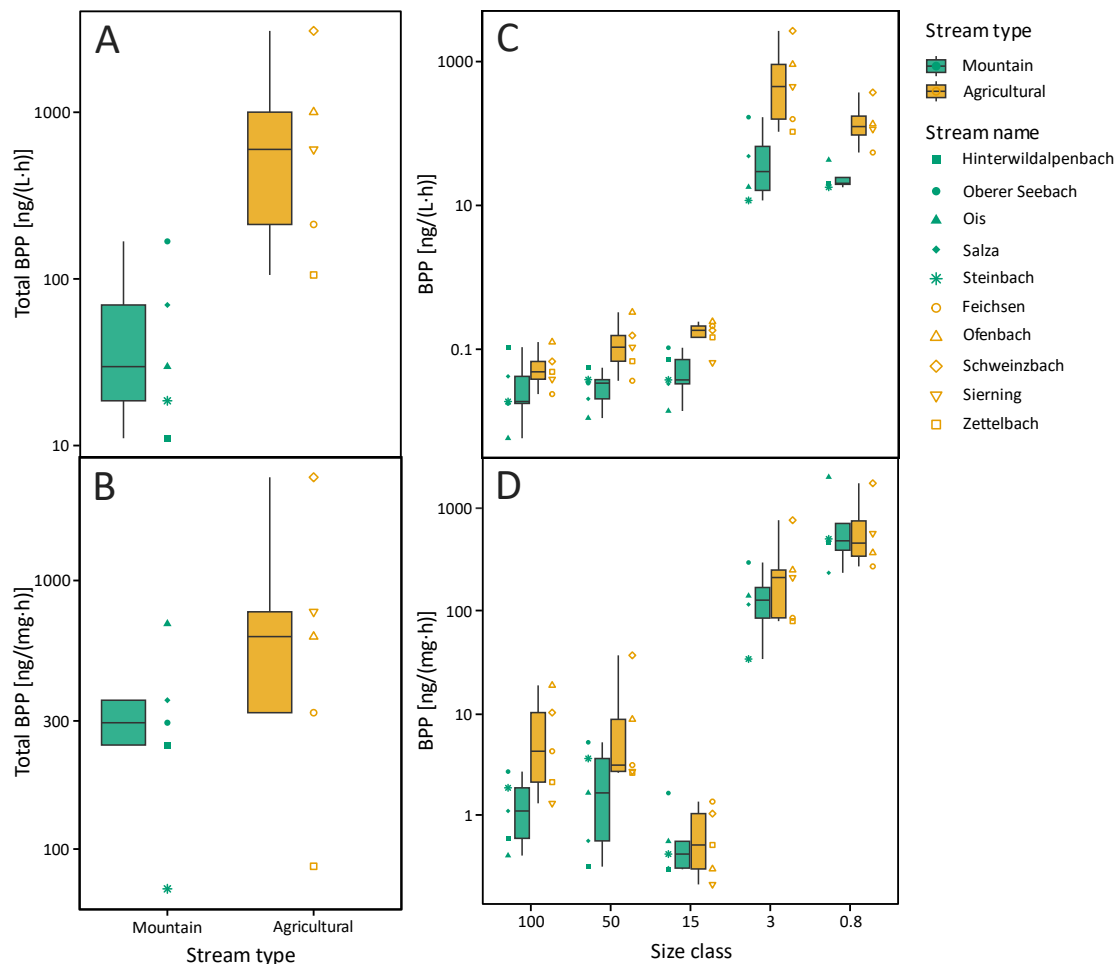 A
Total BPP [ng/(L·h)]
1000
100
10
B
Total BPP [ng/(mg·h)]
1000
300
100
Mountain
Agricultural
Stream type
C
BPP [ng/(L·h)]
1000
10
0.1
D
BPP [ng/(mg·h)]
1000
100
10
1
100
50
15
3
0.8
Size class
Stream type
Mountain
Agricultural
Stream name
Hinterwildalpenbach
Oberer Seebach
Ois
Salza
Steinbach
Feichsen
Ofenbach
Schweinzbach
Sierning
Zettelbach